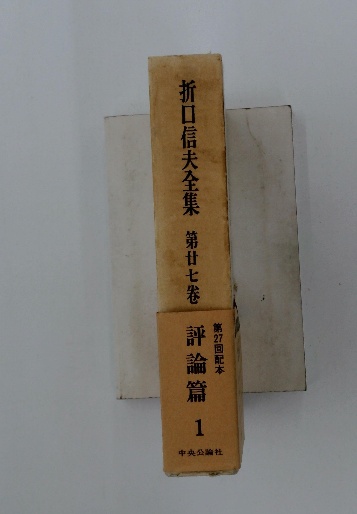 折口信夫全集 第廿七卷
第27回配本
評論篇 1
中央公論社